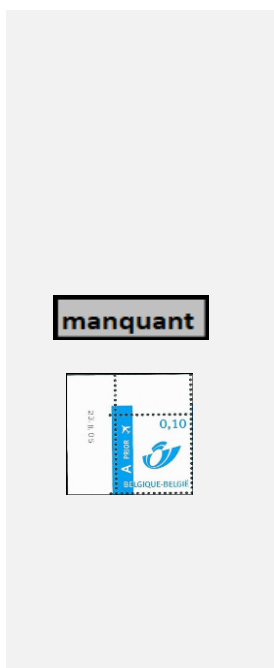 manquant
23.8.05
0,10
A PRIOR
BELGIQUE-BELGIË